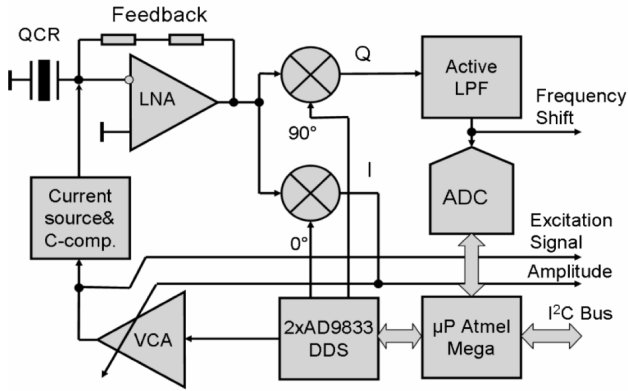 Feedback
QCR
LNA
Q
Active
LPF
Frequency
Shift
90°
I
ADC
Current
source&
C-comp.
0°
Excitation
Signal
Amplitude
VCA
2xAD9833
DDS
µP Atmel
Mega
I²C Bus